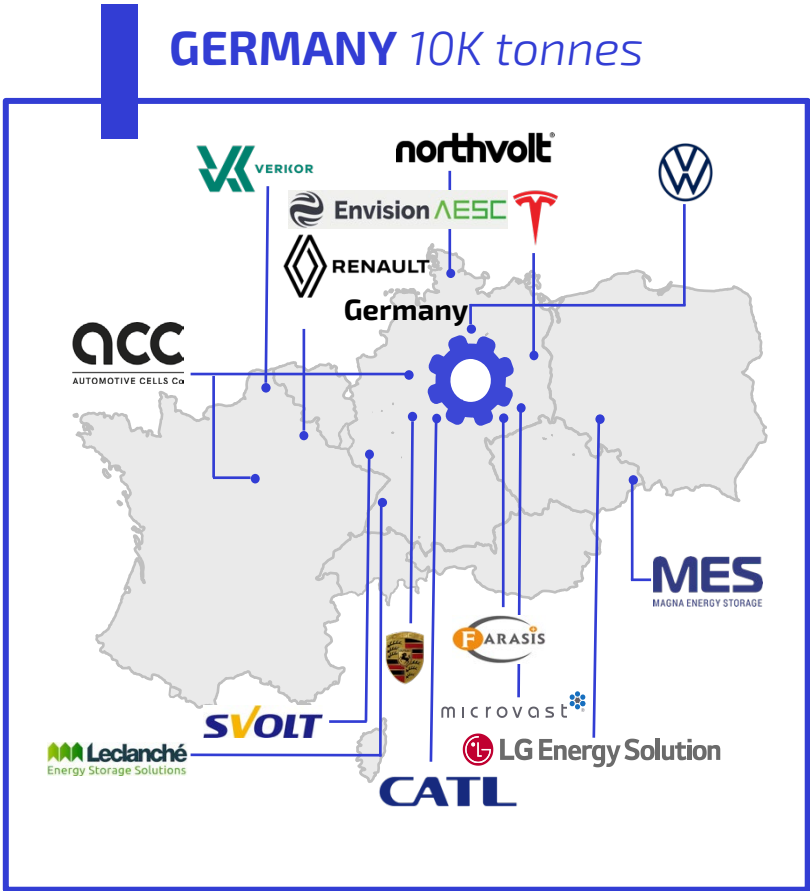 GERMANY 10K tonnes
VERKOR
northvolt
Envision AESC
RENAULT
Germany
acc
AUTOMOTIVE CELLS Co
MES
MAGNA ENERGY STORAGE
FARASIS
microvast
SVOLT
LG Energy Solution
Leclanché
Energy Storage Solutions
CATL